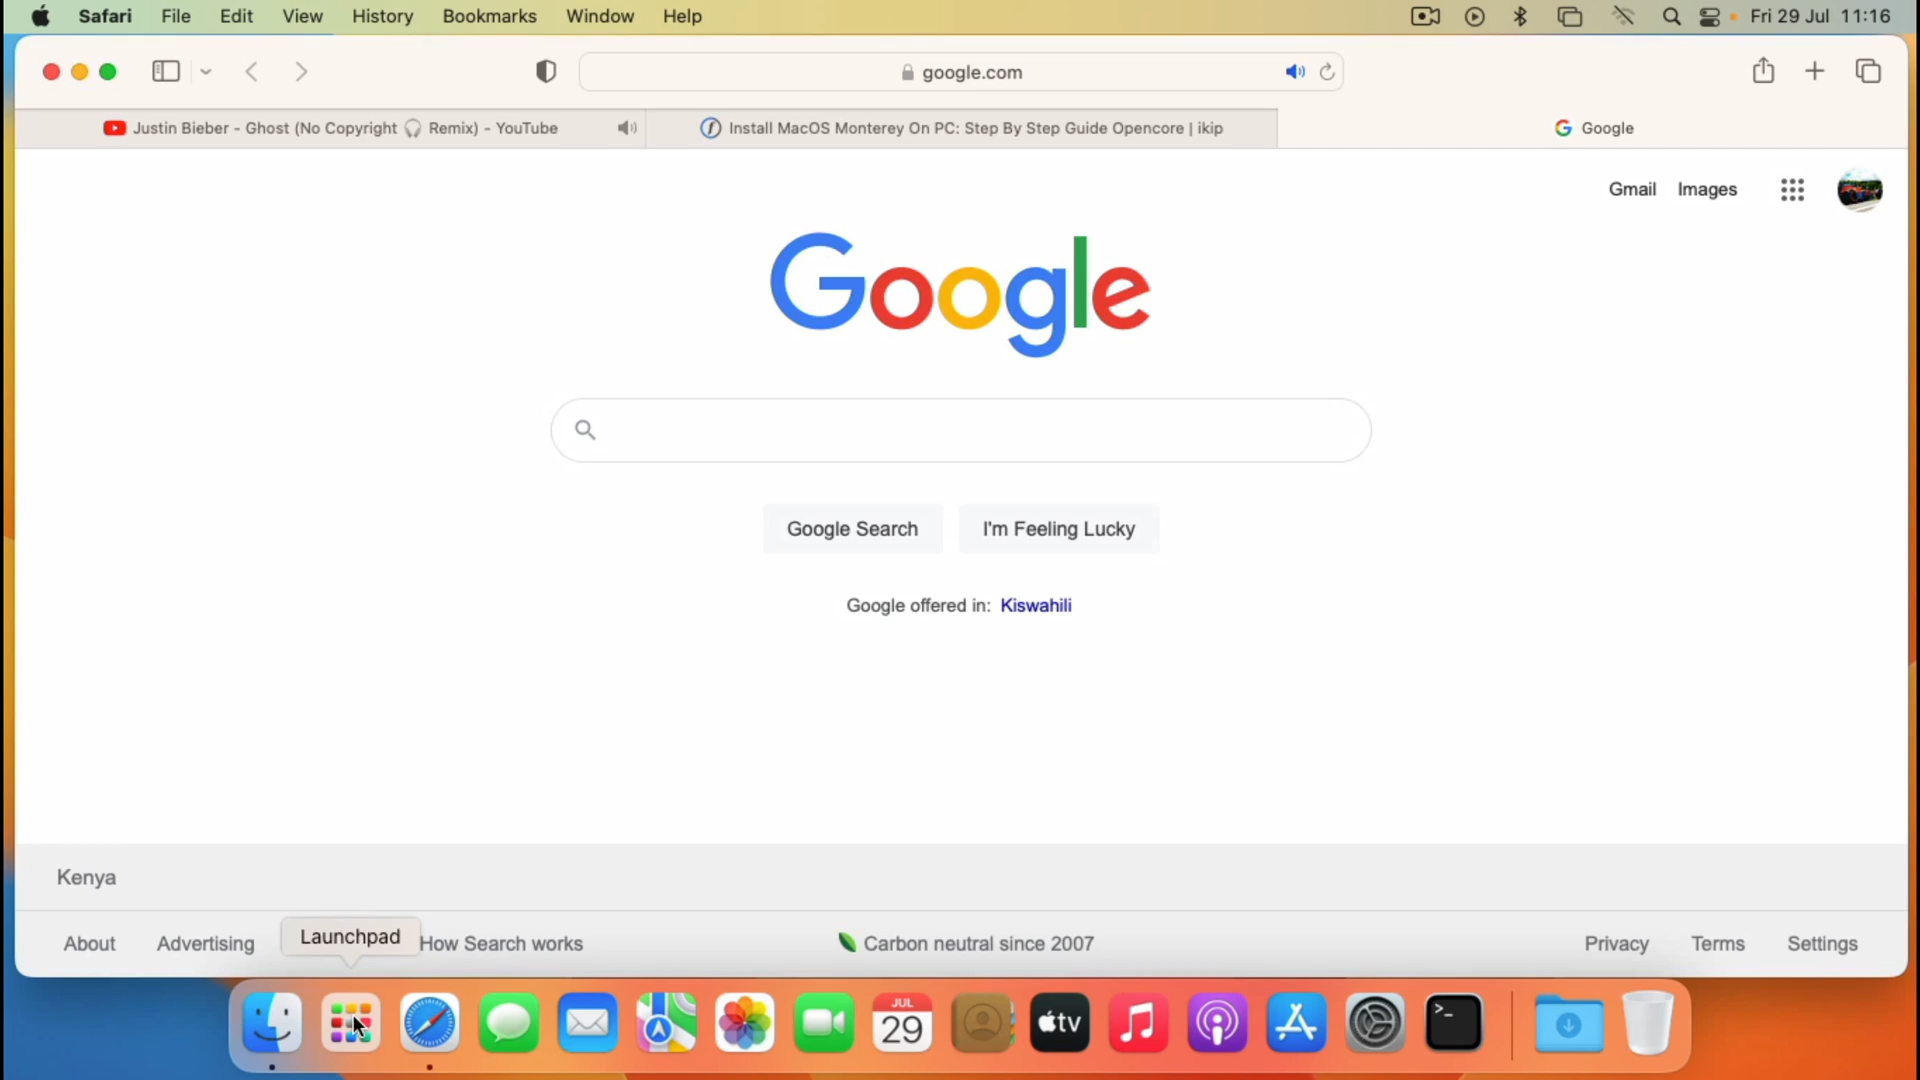 Safari File Edit View History Bookmarks Window Help Fri 29 Jul 11:16
google.com
Justin Bieber - Ghost (No Copyright 🎧 Remix) - YouTube
Install MacOS Monterey On PC: Step By Step Guide Opencore | ikip
Google
Gmail Images
Google
Google Search I'm Feeling Lucky
Google offered in: Kiswahili
Kenya
Launchpad
About Advertising How Search works Carbon neutral since 2007 Privacy Terms Settings
JUL
29
tv
>_